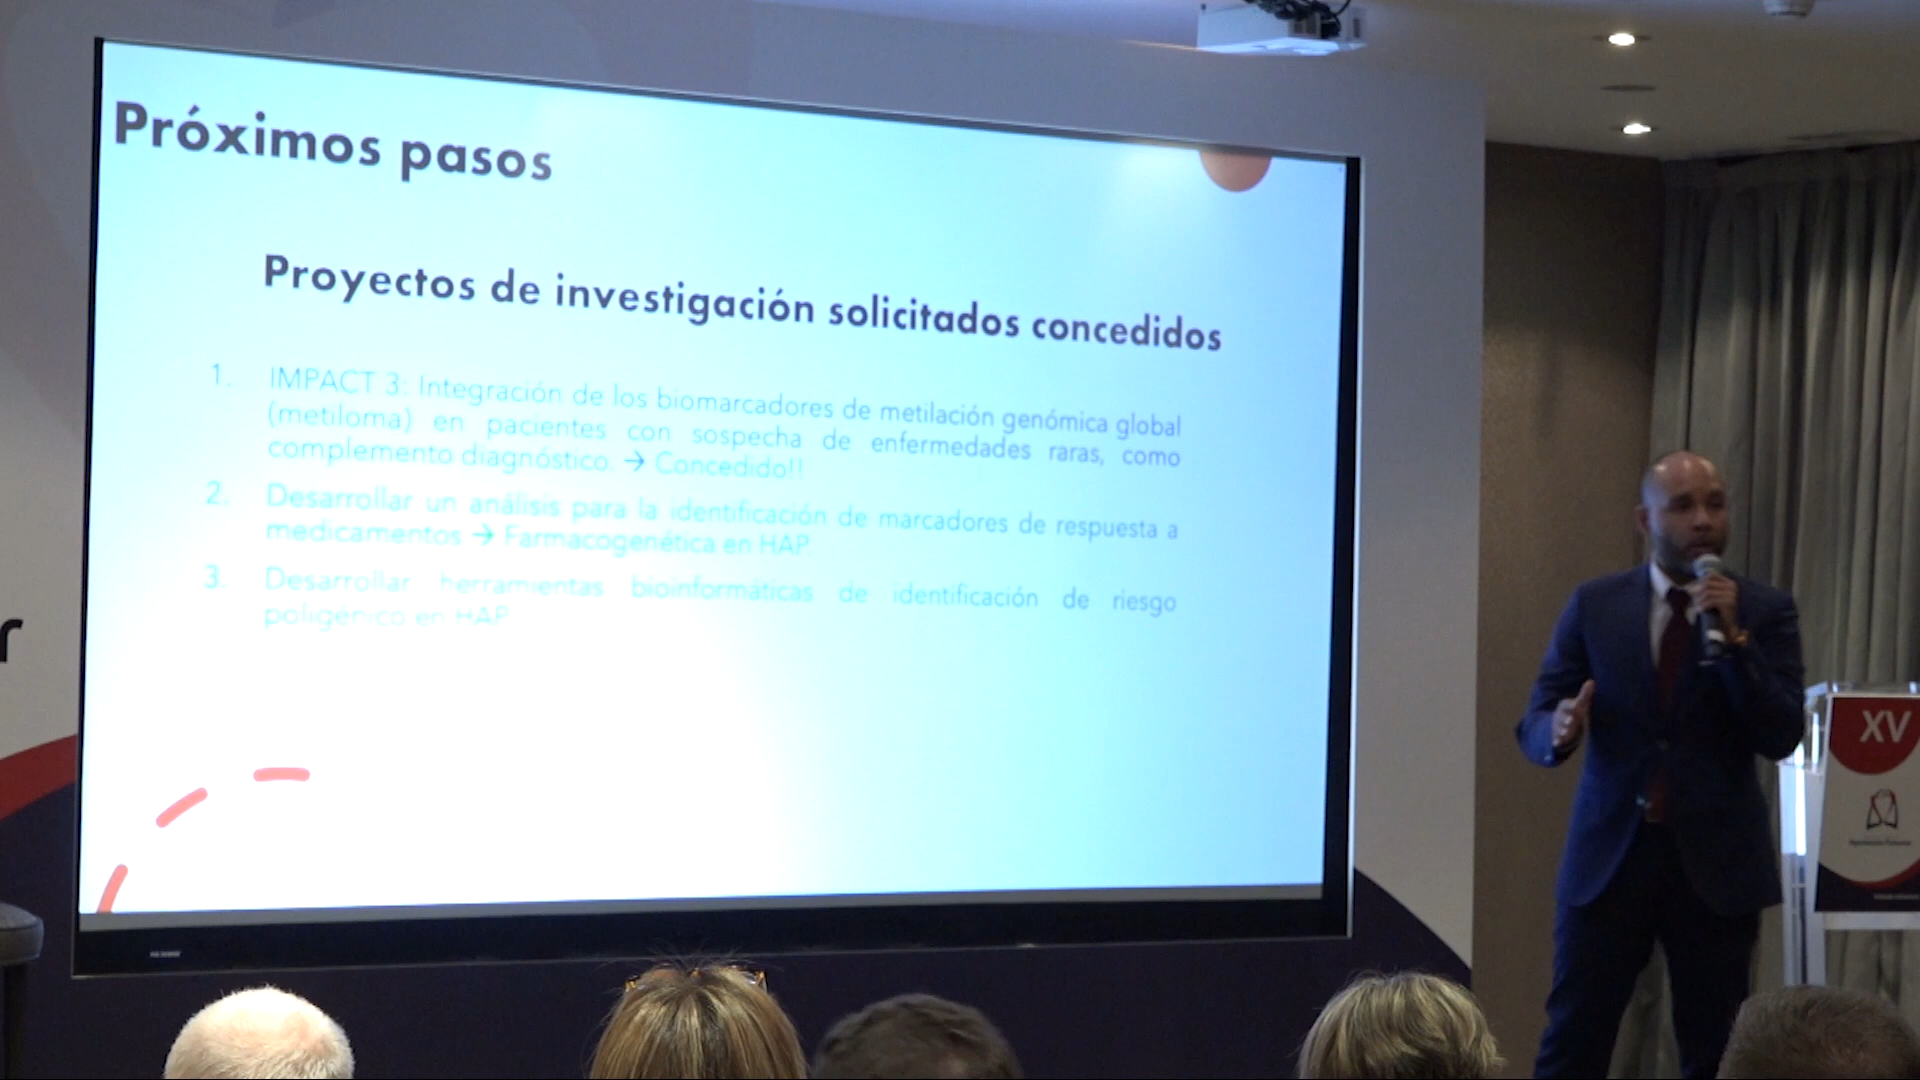 Próximos pasos
Proyectos de investigación solicitados concedidos
1. IMPACT 3: Integración de los biomarcadores de metilación genómica global
(metiloma) en pacientes con sospecha de enfermedades raras, como
complemento diagnóstico. → Concedido!!
2. Desarrollar un análisis para la identificación de marcadores de respuesta a
medicamentos → Farmacogenética en HAP.
3. Desarrollar herramientas bioinformáticas de identificación de riesgo
poligénico en HAP
r
XV